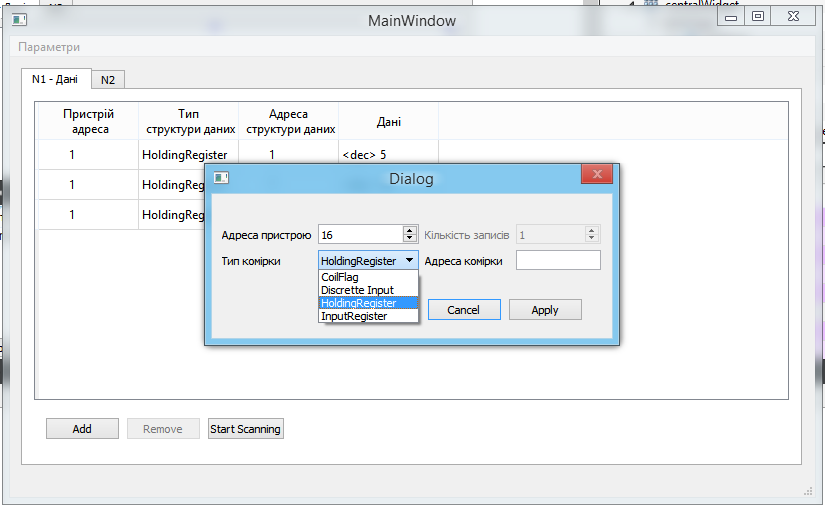 MainWindow
Параметри
N1 - Дані
N2
Пристрій адреса
Тип структури даних
Адреса структури даних
Дані
1 HoldingRegister 1 <dec> 5
1 HoldingReg
1 HoldingReg
Dialog
Адреса пристрою 16 Кількість записів 1
Тип комірки HoldingRegister Адреса комірки
CoilFlag
Discrette Input
HoldingRegister
InputRegister
Cancel Apply
Add Remove Start Scanning